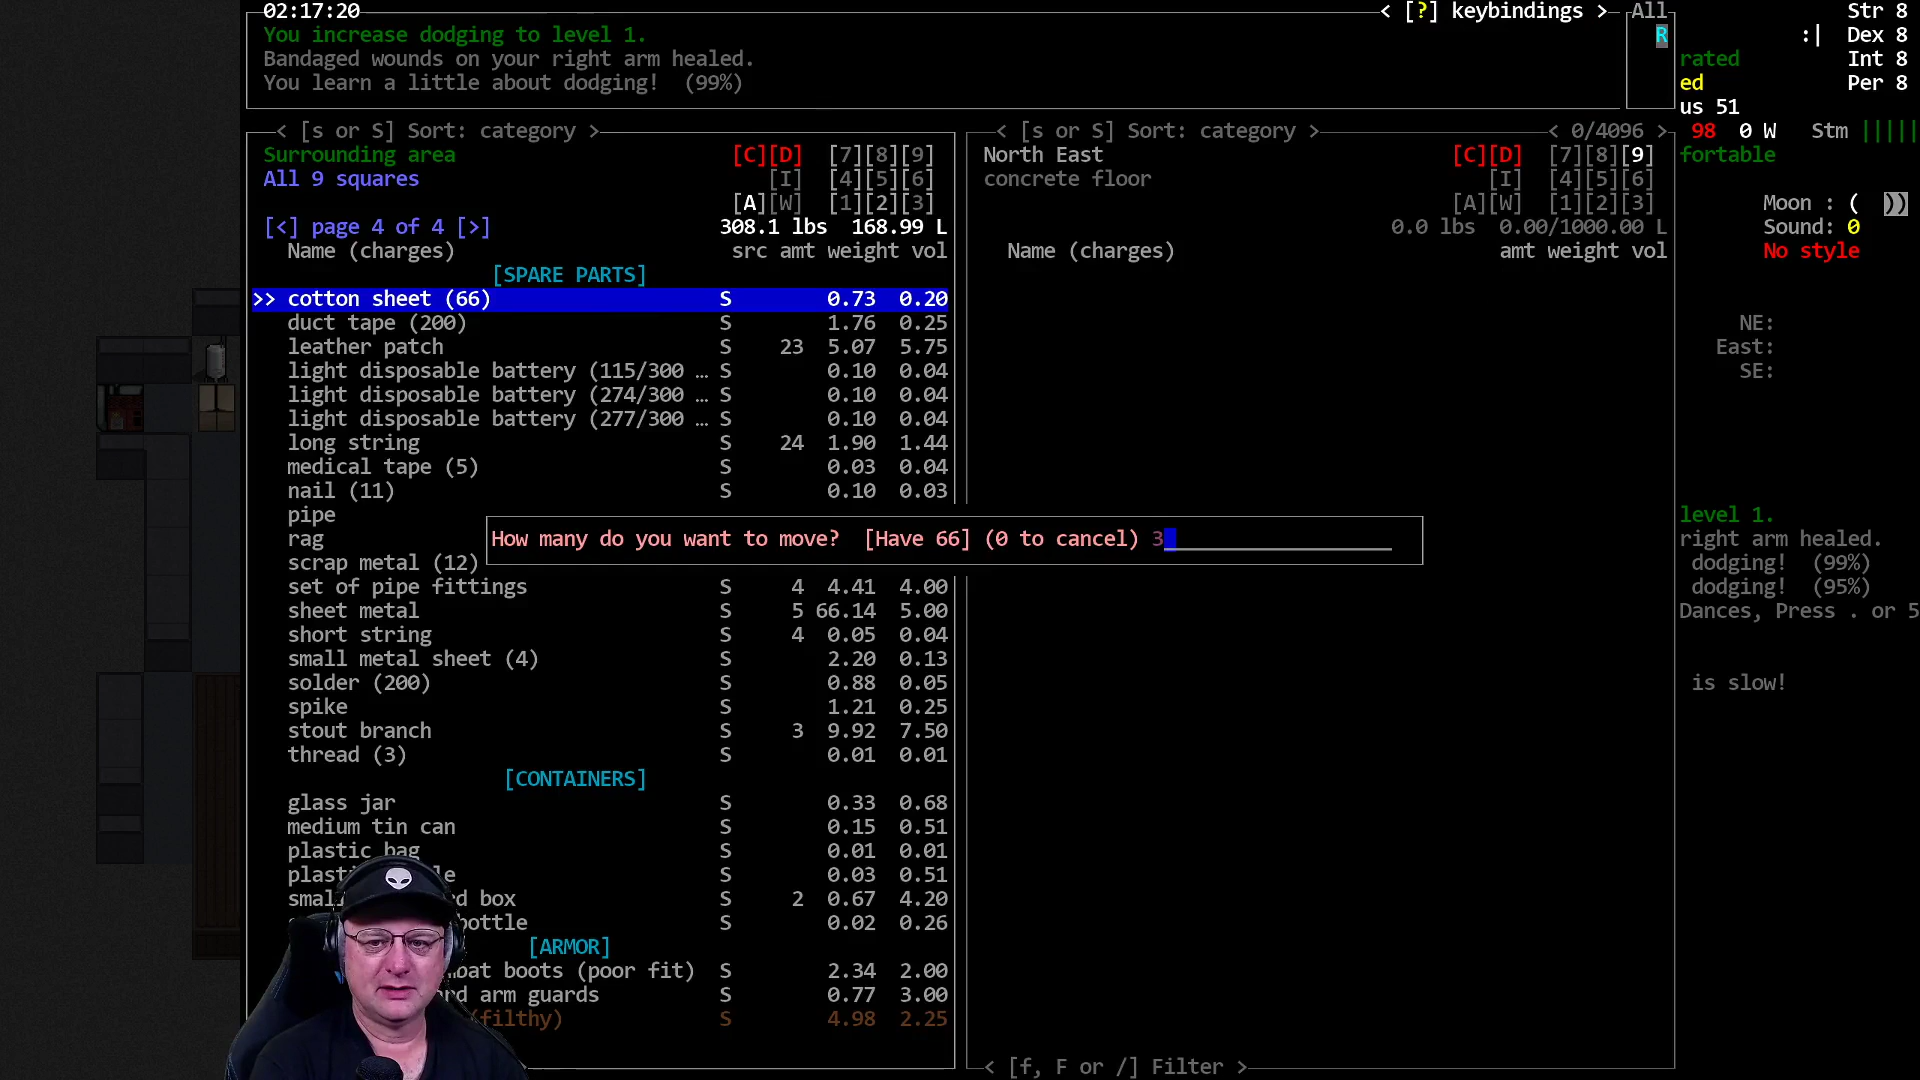 02:17:20
< [?] keybindings >
You increase dodging to level 1.
Bandaged wounds on your right arm healed.
You learn a little about dodging!  (99%)
All
R
Str 8
:| Dex 8
rated Int 8
ed Per 8
us 51
98 0 W Stm |||||
fortable
Moon : ( ))
Sound: 0
No style
NE:
East:
SE:
level 1.
right arm healed.
dodging!  (99%)
dodging!  (95%)
Dances, Press . or 5
is slow!
< [s or S] Sort: category >
Surrounding area [C][D] [7][8][9]
All 9 squares [I] [4][5][6]
[A][W] [1][2][3]
[<] page 4 of 4 [>] 308.1 lbs 168.99 L
Name (charges) src amt weight vol
[SPARE PARTS]
>> cotton sheet (66) S 0.73 0.20
duct tape (200) S 1.76 0.25
leather patch S 23 5.07 5.75
light disposable battery (115/300 … S 0.10 0.04
light disposable battery (274/300 … S 0.10 0.04
light disposable battery (277/300 … S 0.10 0.04
long string S 24 1.90 1.44
medical tape (5) S 0.03 0.04
nail (11) S 0.10 0.03
pipe
rag
scrap metal (12)
set of pipe fittings S 4 4.41 4.00
sheet metal S 5 66.14 5.00
short string S 4 0.05 0.04
small metal sheet (4) S 2.20 0.13
solder (200) S 0.88 0.05
spike S 1.21 0.25
stout branch S 3 9.92 7.50
thread (3) S 0.01 0.01
[CONTAINERS]
glass jar S 0.33 0.68
medium tin can S 0.15 0.51
plastic bag S 0.01 0.01
plasti le S 0.03 0.51
smal d box S 2 0.67 4.20
bottle S 0.02 0.26
[ARMOR]
bat boots (poor fit) S 2.34 2.00
rd arm guards S 0.77 3.00
(filthy) S 4.98 2.25
How many do you want to move?  [Have 66] (0 to cancel) 3
< [s or S] Sort: category > < 0/4096 >
North East [C][D] [7][8][9]
concrete floor [I] [4][5][6]
[A][W] [1][2][3]
0.0 lbs 0.00/1000.00 L
Name (charges) amt weight vol
< [f, F or /] Filter >